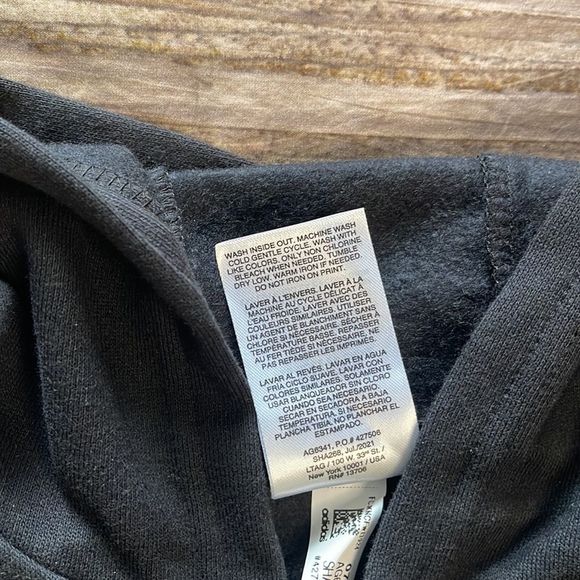 WASH INSIDE OUT. MACHINE WASH
COLD GENTLE CYCLE. WASH WITH
LIKE COLORS. ONLY NON CHLORINE
BLEACH WHEN NEEDED. TUMBLE
DRY LOW. WARM IRON IF NEEDED.
DO NOT IRON ON PRINT.
LAVER À L'ENVERS. LAVER À LA
MACHINE AU CYCLE DÉLICAT À
L'EAU FROIDE. LAVER AVEC DES
COULEURS SIMILAIRES. UTILISER
UN AGENT DE BLANCHIMENT SANS
CHLORE SI NÉCESSAIRE. SÉCHER À
TEMPÉRATURE BASSE. REPASSER
AU FER TIÈDE SI NÉCESSAIRE. NE
PAS REPASSER LES IMPRIMÉS.
LAVAR AL REVÉS. LAVAR EN AGUA
FRÍA CICLO SUAVE. LAVAR CON
COLORES SIMILARES. SOLAMENTE
USAR BLANQUEADOR SIN CLORO
CUANDO SEA NECESARIO.
SECAR EN SECADORA A BAJA
TEMPERATURA, SI NECESARIO
PLANCHA TIBIA. NO PLANCHAR EL
ESTAMPADO.
AG6341, P.O.# 427506
SHA268, Jul./2021
LTAG / 100 W. 33rd St. /
New York 10001 / USA
RN# 13706
adidas